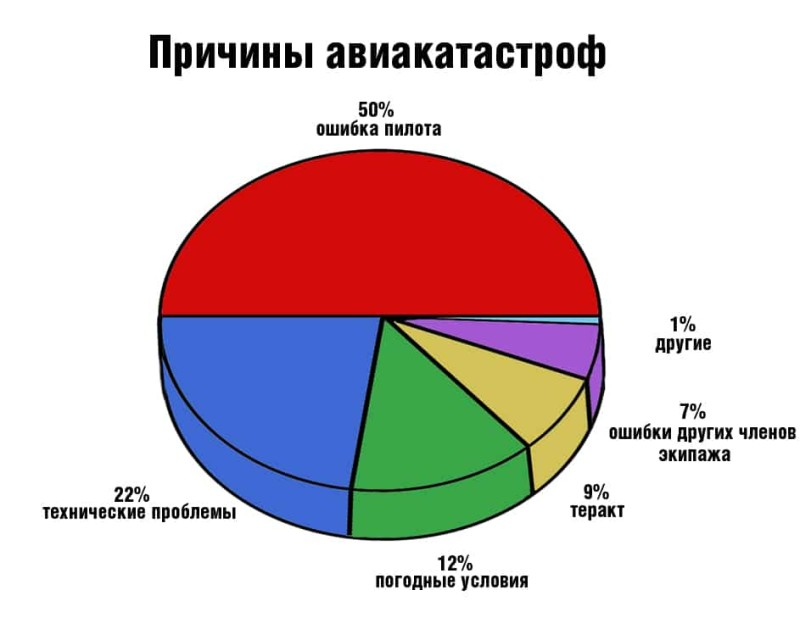 Причины авиакатастроф
50%
ошибка пилота
1%
другие
7%
ошибки других членов
экипажа
9%
теракт
22%
технические проблемы
12%
погодные условия